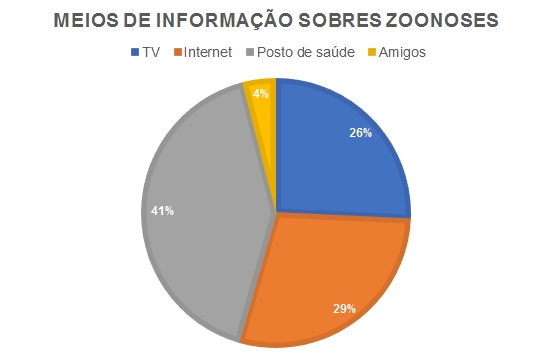 MEIOS DE INFORMAÇÃO SOBRES ZOONOSES
TV Internet Posto de saúde Amigos
4%
26%
41%
29%